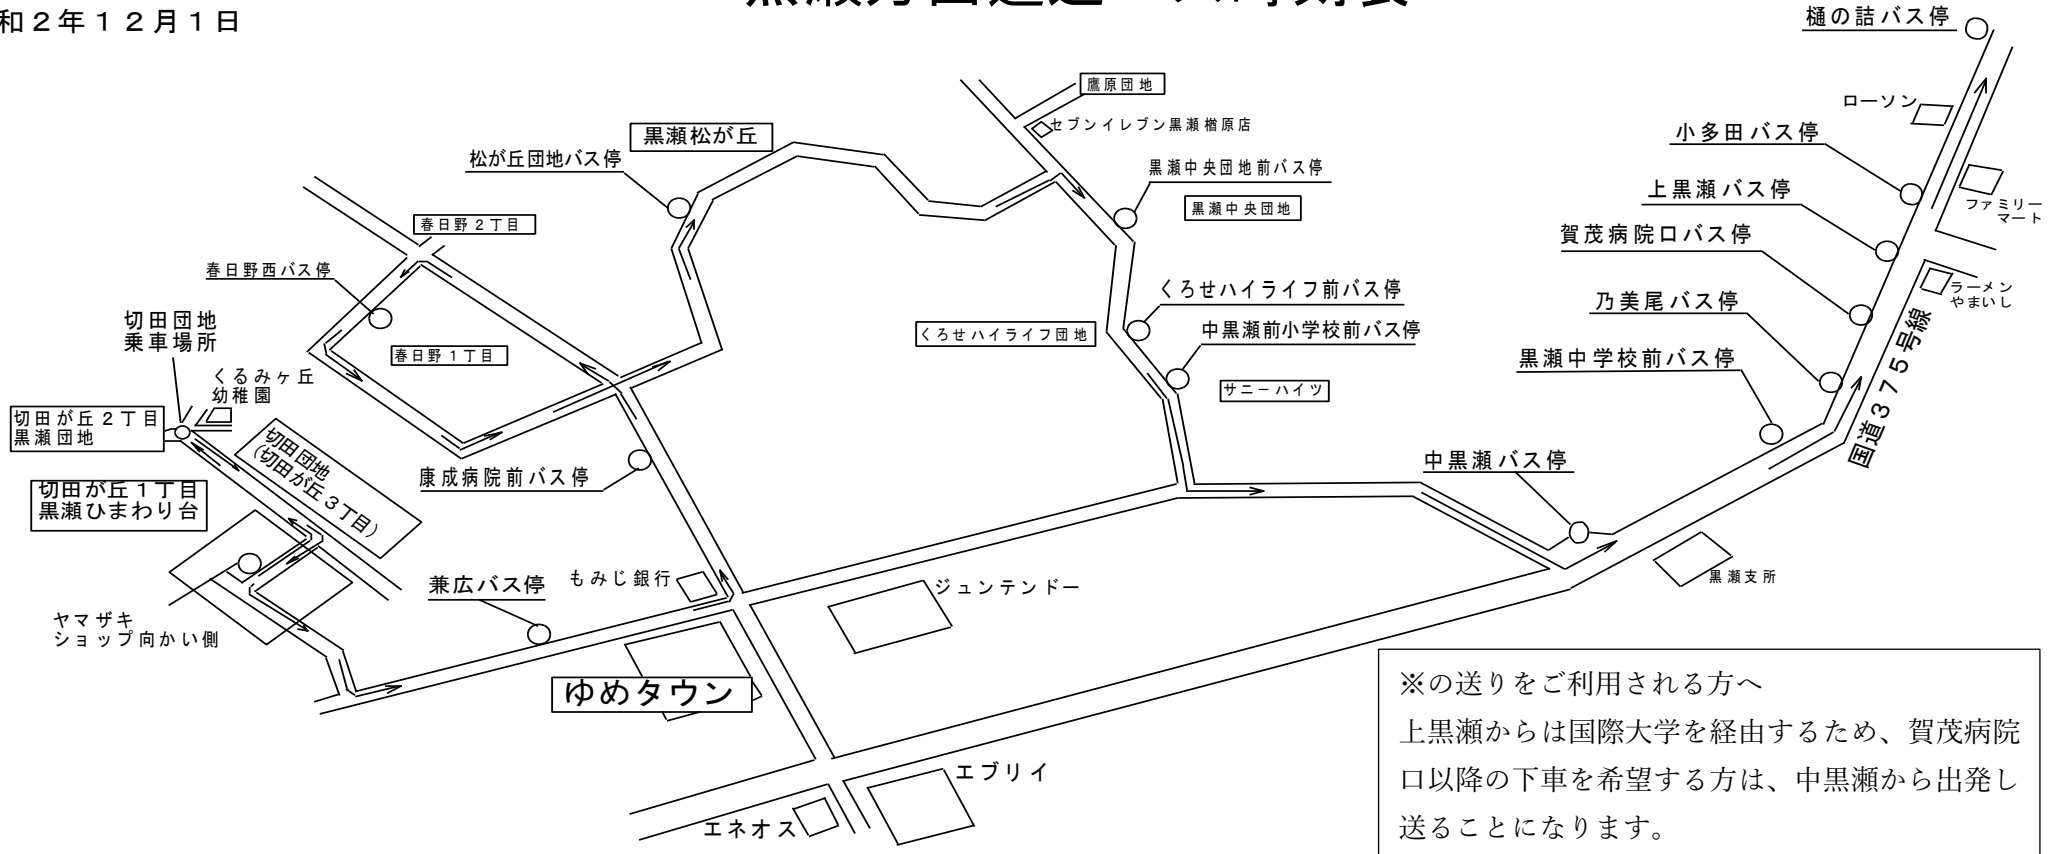 和２年１２月１日
樋の詰バス停
鷹原団地
ローソン
セブンイレブン黒瀬楢原店
小多田バス停
黒瀬松が丘
松が丘団地バス停
黒瀬中央団地前バス停
上黒瀬バス停
ファミリー
マート
黒瀬中央団地
春日野２丁目
賀茂病院口バス停
春日野西バス停
くろせハイライフ前バス停
乃美尾バス停
ラーメン
やまいし
切田団地
乗車場所
くろせハイライフ団地
中黒瀬前小学校前バス停
春日野１丁目
黒瀬中学校前バス停
国道３７５号線
くるみヶ丘
幼稚園
サニーハイツ
切田が丘２丁目
黒瀬団地
切田団地
（切田が丘３丁目）
康成病院前バス停
中黒瀬バス停
切田が丘１丁目
黒瀬ひまわり台
兼広バス停
もみじ銀行
ジュンテンドー
黒瀬支所
ヤマザキ
ショップ向かい側
ゆめタウン
エブリイ
エネオス
※の送りをご利用される方へ
上黒瀬からは国際大学を経由するため、賀茂病院
口以降の下車を希望する方は、中黒瀬から出発し
送ることになります。